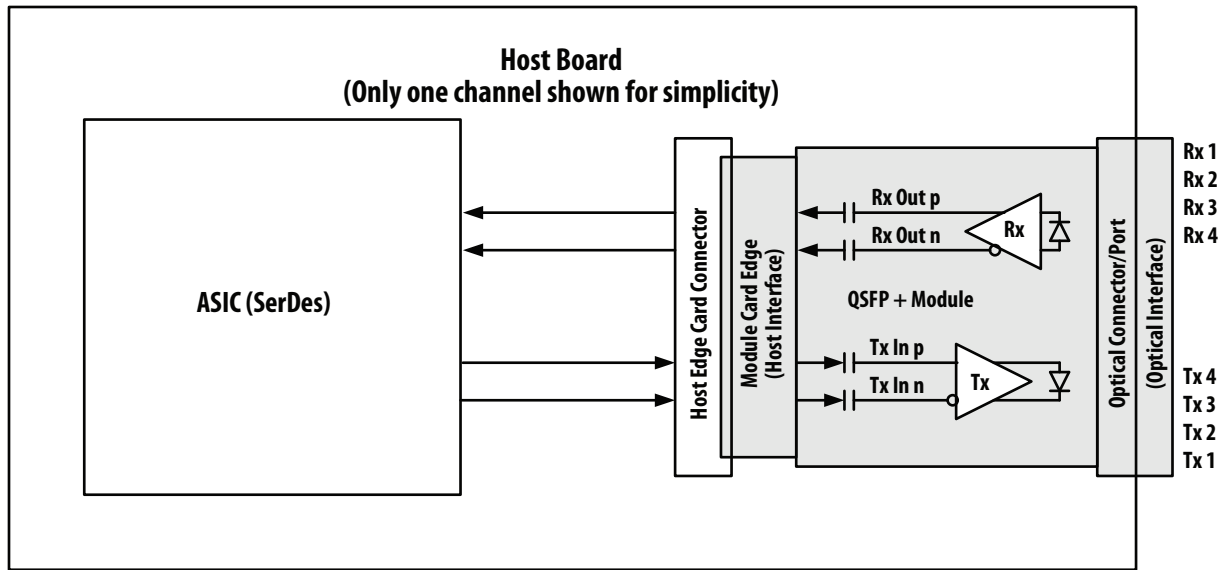 Host Board
(Only one channel shown for simplicity)
ASIC (SerDes)
Host Edge Card Connector
Module Card Edge
(Host Interface)
Rx Out p
Rx Out n
Rx
QSFP + Module
Tx In p
Tx In n
Tx
Optical Connector/Port
(Optical Interface)
Rx 1
Rx 2
Rx 3
Rx 4
Tx 4
Tx 3
Tx 2
Tx 1